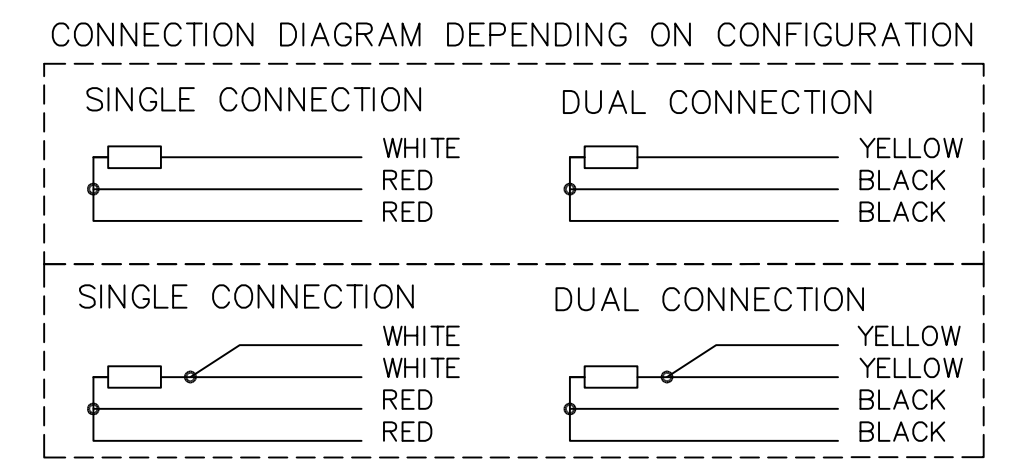 CONNECTION DIAGRAM DEPENDING ON CONFIGURATION
SINGLE CONNECTION
WHITE
RED
RED
DUAL CONNECTION
YELLOW
BLACK
BLACK
SINGLE CONNECTION
WHITE
WHITE
RED
RED
DUAL CONNECTION
YELLOW
YELLOW
BLACK
BLACK